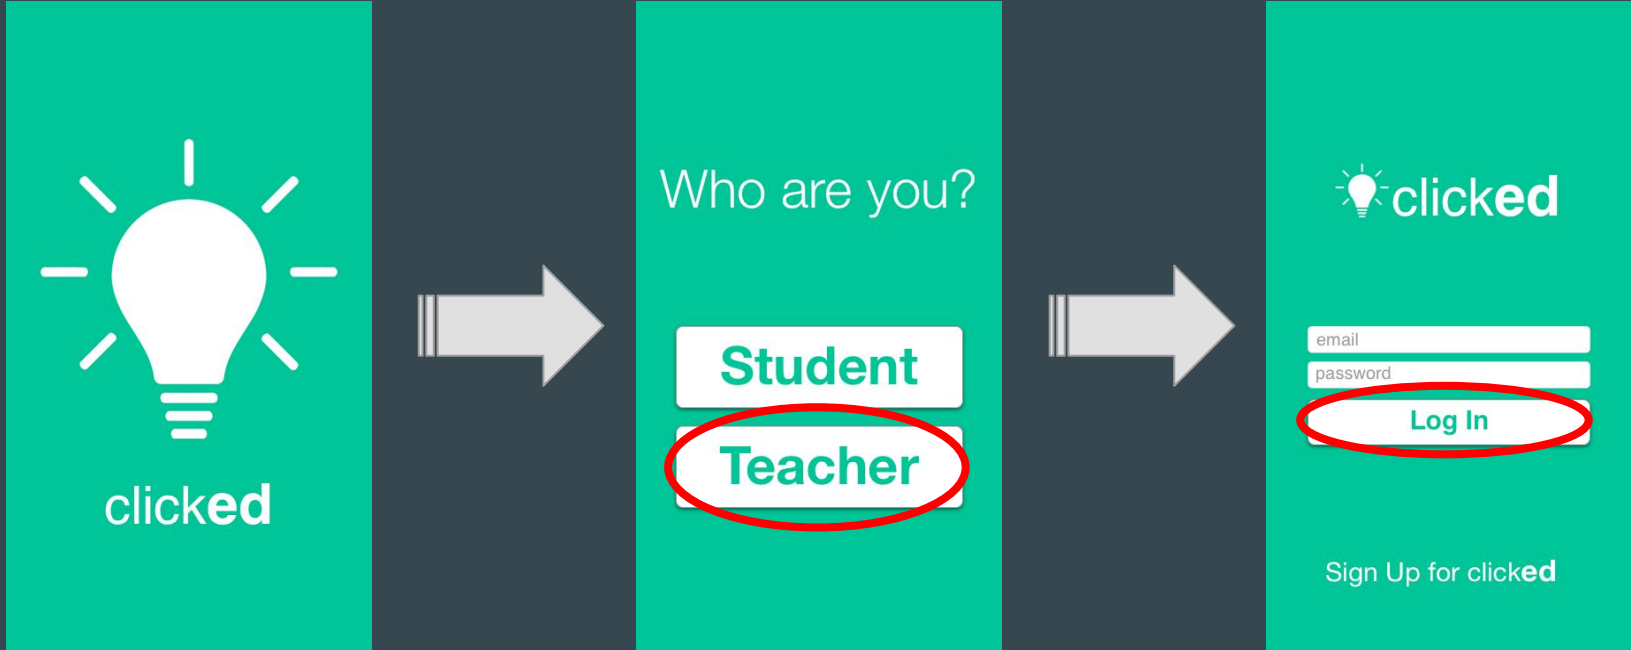 clicked
Who are you?
Student
Teacher
clicked
email
password
Log In
Sign Up for clicked